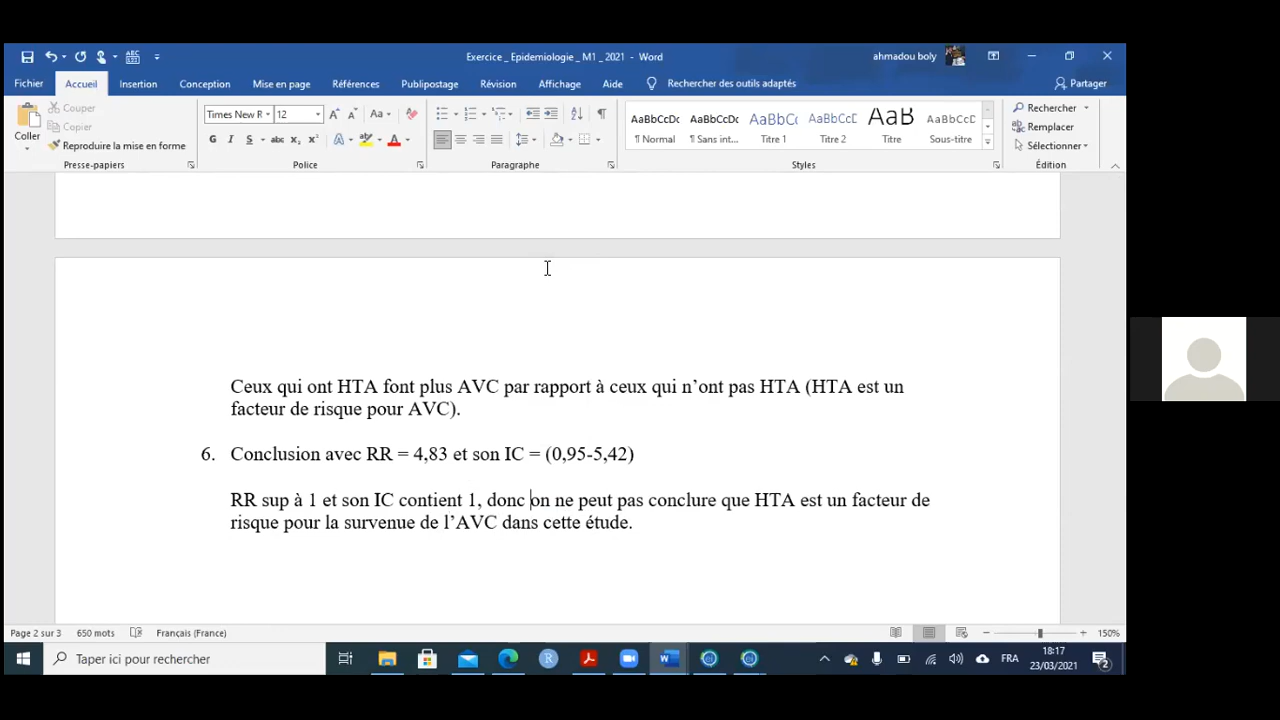 ABC
Exercice _ Epidemiologie _ M1 _ 2021 - Word
ahmadou boly
Fichier Accueil Insertion Conception Mise en page Références Publipostage Révision Affichage Aide Rechercher des outils adaptés Partager
Coller
Couper
Copier
Reproduire la mise en forme
Presse-papiers
Times New R 12 Aa
G I S abc x₂ x² A A
Police
Paragraphe
AaBbCcDc AaBbCcDc AaBbCc AaBbCcD AaB AaBbCcD
¶ Normal ¶ Sans int... Titre 1 Titre 2 Titre Sous-titre
Styles
Rechercher
Remplacer
Sélectionner
Édition
Ceux qui ont HTA font plus AVC par rapport à ceux qui n’ont pas HTA (HTA est un
facteur de risque pour AVC).
6. Conclusion avec RR = 4,83 et son IC = (0,95-5,42)
RR sup à 1 et son IC contient 1, donc on ne peut pas conclure que HTA est un facteur de
risque pour la survenue de l’AVC dans cette étude.
Page 2 sur 3 650 mots Français (France) 150%
Taper ici pour rechercher
FRA
18:17
23/03/2021
2